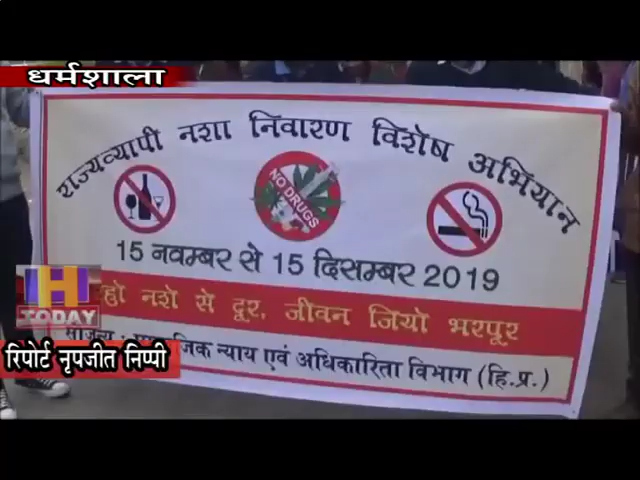 धर्मशाला
राज्यव्यापी नशा निवारण विशेष अभियान
NO DRUGS
15 नवम्बर से 15 दिसम्बर 2019
हो नशे से दूर, जीवन जियो भरपूर
H
TODAY
न्याय एवं अधिकारिता विभाग (हि.प्र.)
रिपोर्ट नृपजीत निप्पी